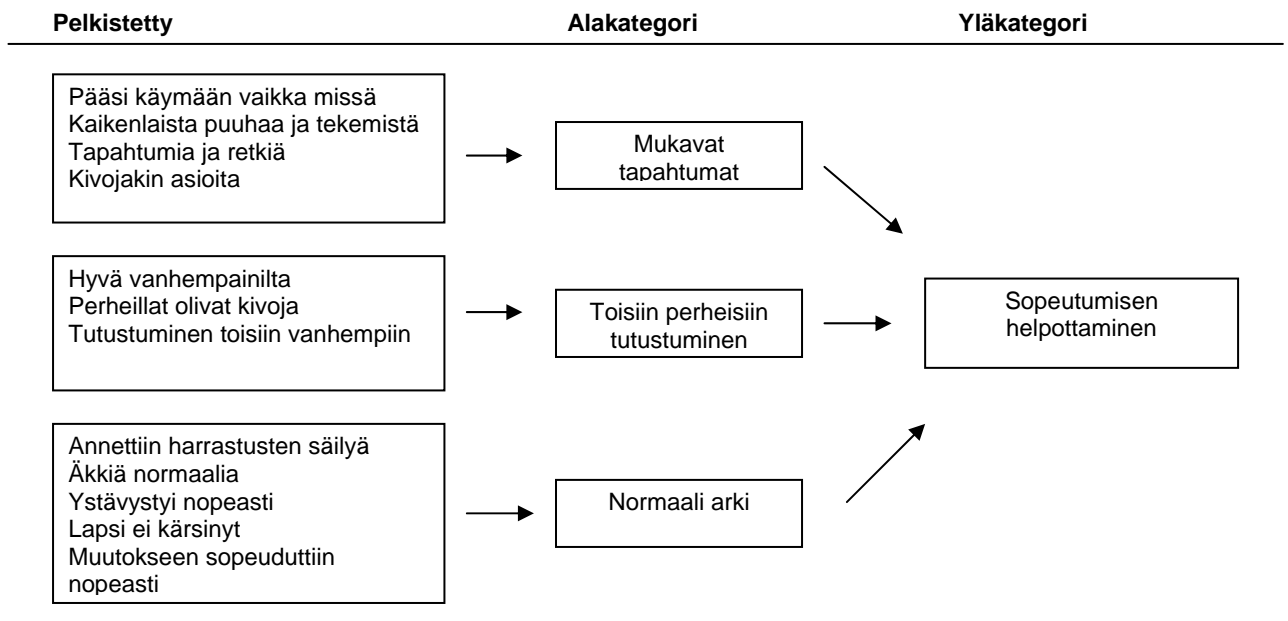 Pelkistetty Alakategori Yläkategori
Pääsi käymään vaikka missä
Kaikenlaista puuhaa ja tekemistä
Tapahtumia ja retkiä
Kivojakin asioita
Mukavat
tapahtumat
Hyvä vanhempainilta
Perheillat olivat kivoja
Tutustuminen toisiin vanhempiin
Toisiin perheisiin
tutustuminen
Sopeutumisen
helpottaminen
Annettiin harrastusten säilyä
Äkkiä normaalia
Ystävystyi nopeasti
Lapsi ei kärsinyt
Muutokseen sopeuduttiin
nopeasti
Normaali arki